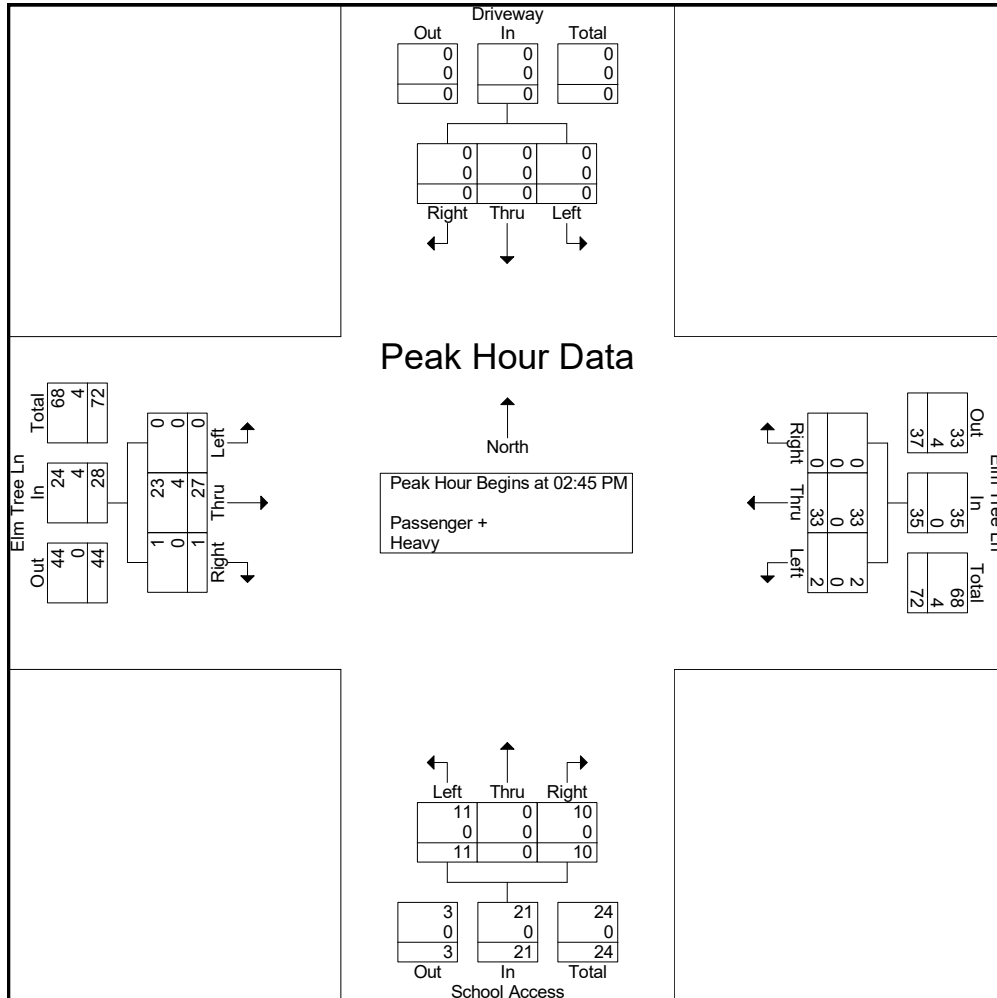 Driveway
Out In Total
0 0 0
0 0 0
0 0 0
0 0 0
0 0 0
0 0 0
Right Thru Left
Peak Hour Data
North
Peak Hour Begins at 02:45 PM
Passenger +
Heavy
Elm Tree Ln
Total In Out
68 24 44
4 4 0
72 28 44
0 23 1
0 4 0
0 27 1
Left Thru Right
Elm Tree Ln
Out In Total
33 35 68
4 0 4
37 35 72
0 33 2
0 0 0
0 33 2
Right Thru Left
Left Thru Right
11 0 10
0 0 0
11 0 10
3 21 24
0 0 0
3 21 24
Out In Total
School Access